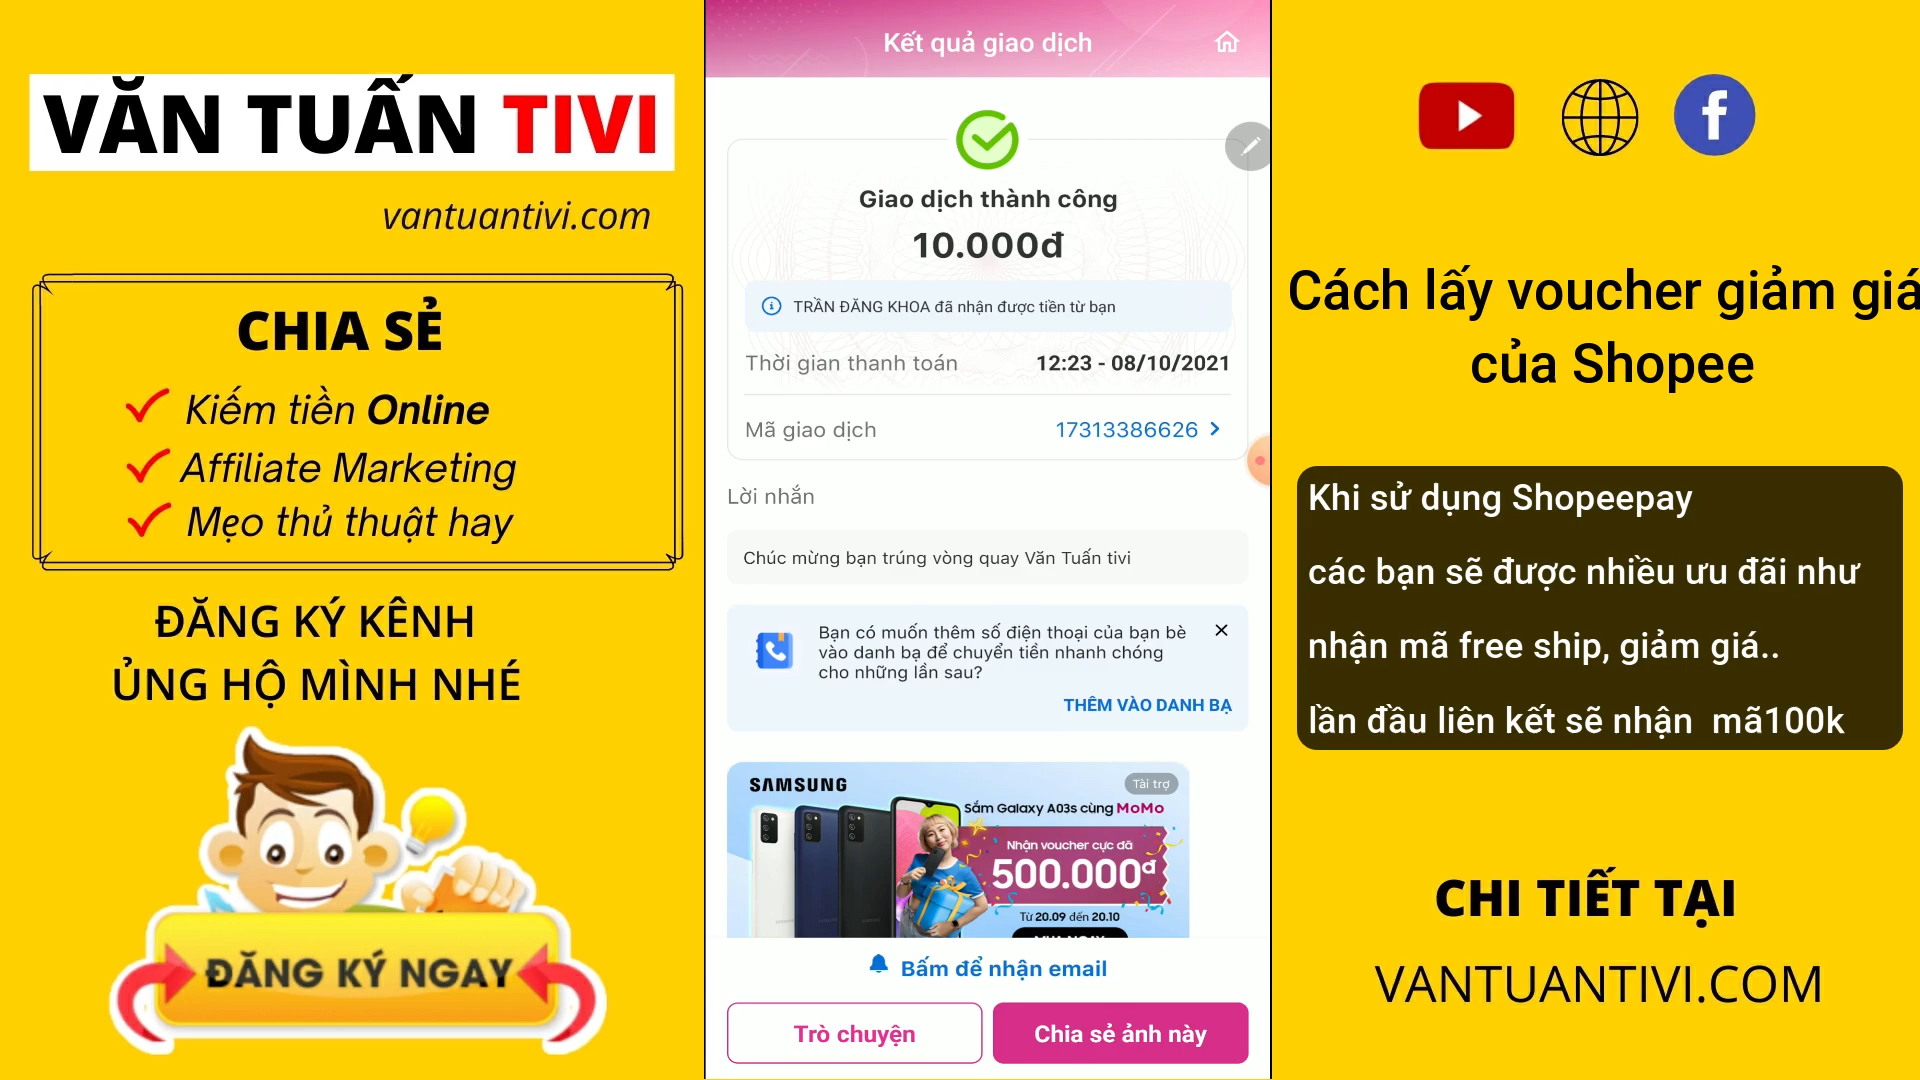 VĂN TUẤN TIVI
vantuantivi.com
CHIA SẺ
Kiếm tiền Online
Affiliate Marketing
Mẹo thủ thuật hay
ĐĂNG KÝ KÊNH
ỦNG HỘ MÌNH NHÉ
ĐĂNG KÝ NGAY
Kết quả giao dịch
Giao dịch thành công
10.000đ
TRẦN ĐĂNG KHOA đã nhận được tiền từ bạn
Thời gian thanh toán 12:23 - 08/10/2021
Mã giao dịch 17313386626
Lời nhắn
Chúc mừng bạn trúng vòng quay Văn Tuấn tivi
Bạn có muốn thêm số điện thoại của bạn bè
vào danh bạ để chuyển tiền nhanh chóng
cho những lần sau?
THÊM VÀO DANH BẠ
SAMSUNG
Tài trợ
Sắm Galaxy A03s cùng MoMo
Nhận voucher cực đã
500.000đ
Từ 20.09 đến 20.10
MUA NGAY
Bấm để nhận email
Trò chuyện
Chia sẻ ảnh này
Cách lấy voucher giảm giá
của Shopee
Khi sử dụng Shopeepay
các bạn sẽ được nhiều ưu đãi như
nhận mã free ship, giảm giá..
lần đầu liên kết sẽ nhận  mã100k
CHI TIẾT TẠI
VANTUANTIVI.COM